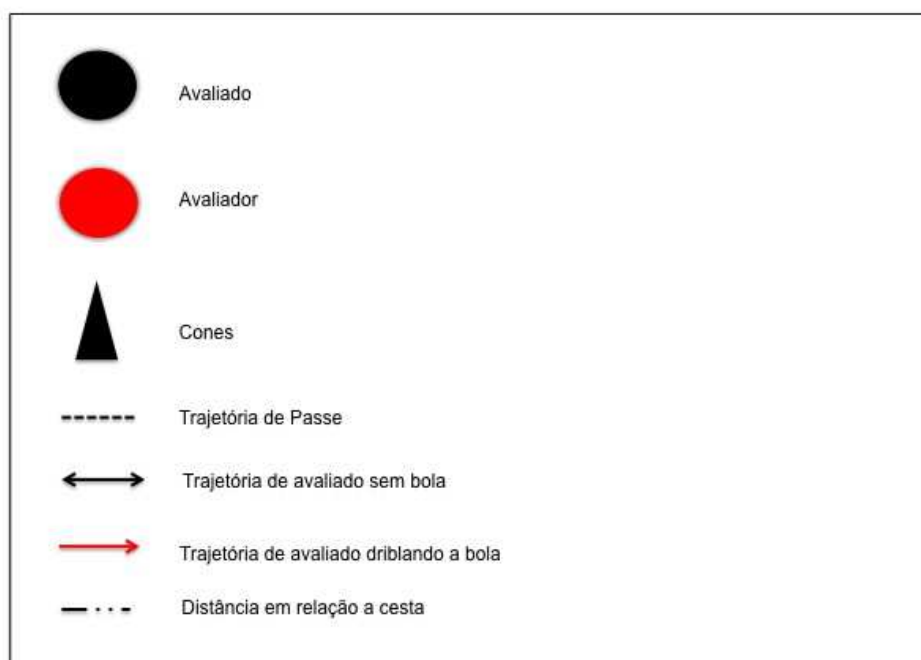 Avaliado
Avaliador
Cones
Trajetória de Passe
Trajetória de avaliado sem bola
Trajetória de avaliado driblando a bola
Distância em relação a cesta